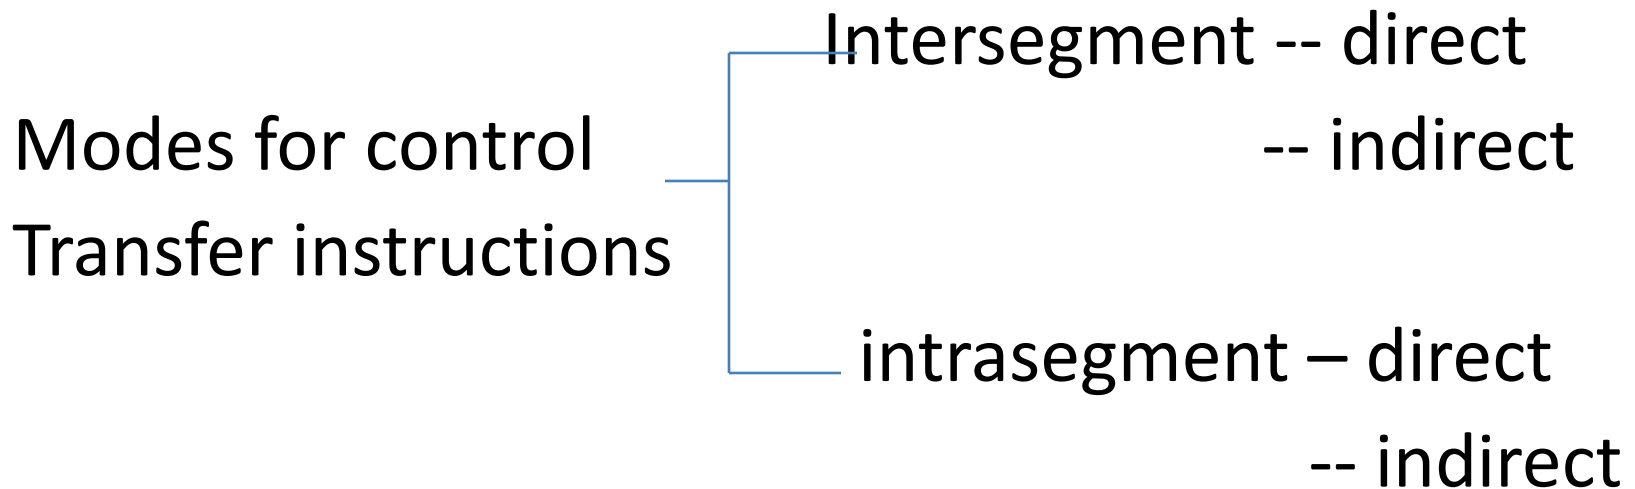 Intersegment -- direct
Modes for control
-- indirect
Transfer instructions
intrasegment – direct
-- indirect